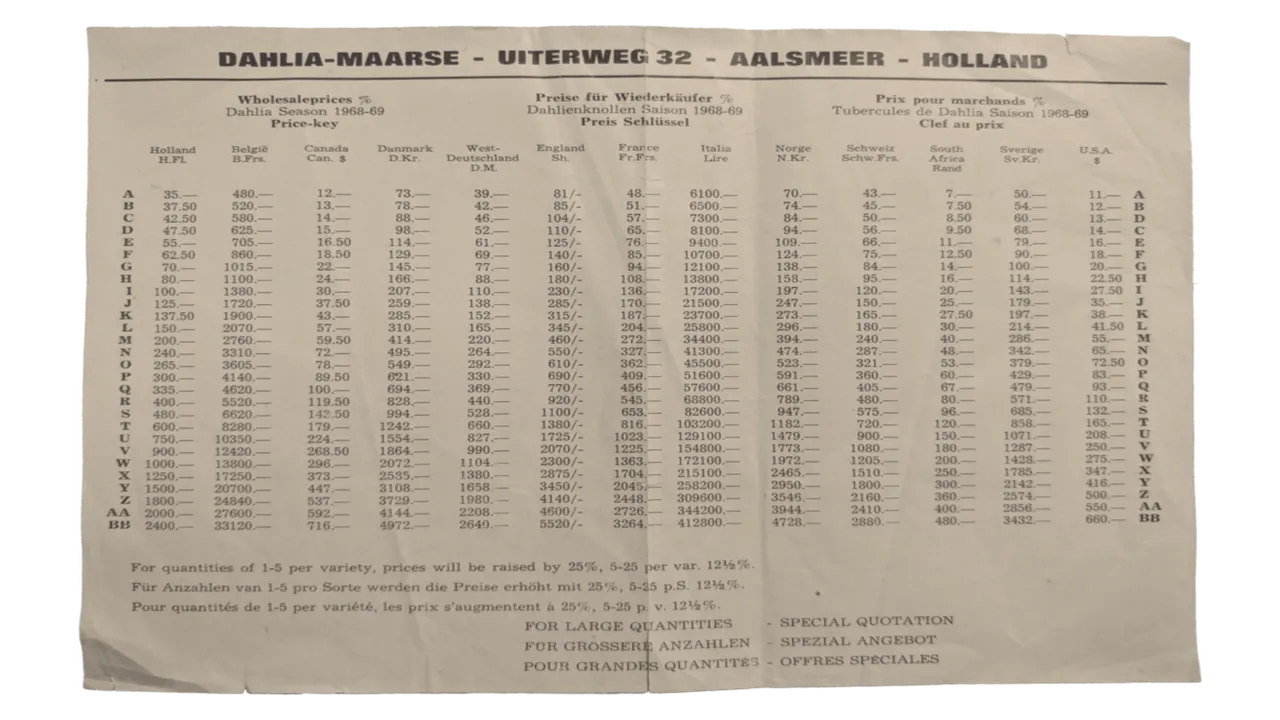 DAHLIA-MAARSE - UITERWEG 32 - AALSMEER - HOLLAND
Wholesaleprices % Preise für Wiederkäufer % Prix pour marchands %
Dahlia Season 1968-69 Dahlienknollen Saison 1968-69 Tubercules de Dahlia Saison 1968-69
Price-key Preis Schlüssel Clef au prix
Holland België Canada Danmark West- England France Italia Norge Schweiz South Sverige U.S.A.
H.Fl. B.Frs. Can. $ D.Kr. Deutschland Sh. Fr.Frs. Lire N.Kr. Schw.Frs. Africa Sv.Kr. $
D.M. Rand
A 35.— 480.— 12.— 73.— 39.— 81/- 48.— 6100.— 70.— 43.— 7.— 50.— 11.— A
B 37.50 520.— 13.— 78.— 42.— 85/- 51.— 6500.— 74.— 45.— 7.50 54.— 12.— B
C 42.50 580.— 14.— 88.— 46.— 104/- 57.— 7300.— 84.— 50.— 8.50 60.— 13.— D
D 47.50 625.— 15.— 98.— 52.— 110/- 65.— 8100.— 94.— 56.— 9.50 68.— 14.— C
E 55.— 705.— 16.50 114.— 61.— 125/- 76.— 9400.— 109.— 66.— 11.— 79.— 16.— E
F 62.50 860.— 18.50 129.— 69.— 140/- 85.— 10700.— 124.— 75.— 12.50 90.— 18.— F
G 70.— 1015.— 22.— 145.— 77.— 160/- 94.— 12100.— 138.— 84.— 14.— 100.— 20.— G
H 80.— 1100.— 24.— 166.— 88.— 180/- 108.— 13800.— 158.— 95.— 16.— 114.— 22.50 H
I 100.— 1380.— 30.— 207.— 110.— 230/- 136.— 17200.— 197.— 120.— 20.— 143.— 27.50 I
J 125.— 1720.— 37.50 259.— 138.— 285/- 170.— 21500.— 247.— 150.— 25.— 179.— 35.— J
K 137.50 1900.— 43.— 285.— 152.— 315/- 187.— 23700.— 273.— 165.— 27.50 197.— 38.— K
L 150.— 2070.— 57.— 310.— 165.— 345/- 204.— 25800.— 296.— 180.— 30.— 214.— 41.50 L
M 200.— 2760.— 59.50 414.— 220.— 460/- 272.— 34400.— 394.— 240.— 40.— 286.— 55.— M
N 240.— 3310.— 72.— 495.— 264.— 550/- 327.— 41300.— 474.— 287.— 48.— 342.— 65.— N
O 265.— 3605.— 78.— 549.— 292.— 610/- 362.— 45500.— 523.— 321.— 53.— 379.— 72.50 O
P 300.— 4140.— 89.50 621.— 330.— 690/- 409.— 51600.— 591.— 360.— 60.— 429.— 83.— P
Q 335.— 4620.— 100.— 694.— 369.— 770/- 456.— 57600.— 661.— 405.— 67.— 479.— 93.— Q
R 400.— 5520.— 119.50 828.— 440.— 920/- 545.— 68800.— 789.— 480.— 80.— 571.— 110.— R
S 480.— 6620.— 142.50 994.— 528.— 1100/- 653.— 82600.— 947.— 575.— 96.— 685.— 132.— S
T 600.— 8280.— 179.— 1242.— 660.— 1380/- 816.— 103200.— 1182.— 720.— 120.— 858.— 165.— T
U 750.— 10350.— 224.— 1554.— 827.— 1725/- 1023.— 129100.— 1479.— 900.— 150.— 1071.— 208.— U
V 900.— 12420.— 268.50 1864.— 990.— 2070/- 1225.— 154800.— 1773.— 1080.— 180.— 1287.— 250.— V
W 1000.— 13800.— 296.— 2072.— 1104.— 2300/- 1363.— 172100.— 1972.— 1205.— 200.— 1428.— 275.— W
X 1250.— 17250.— 373.— 2535.— 1380.— 2875/- 1704.— 215100.— 2465.— 1510.— 250.— 1785.— 347.— X
Y 1500.— 20700.— 447.— 3108.— 1658.— 3450/- 2045.— 258200.— 2950.— 1800.— 300.— 2142.— 416.— Y
Z 1800.— 24840.— 537.— 3729.— 1980.— 4140/- 2448.— 309600.— 3546.— 2160.— 360.— 2574.— 500.— Z
AA 2000.— 27600.— 592.— 4144.— 2208.— 4600/- 2726.— 344200.— 3944.— 2410.— 400.— 2856.— 550.— AA
BB 2400.— 33120.— 716.— 4972.— 2640.— 5520/- 3264.— 412800.— 4728.— 2880.— 480.— 3432.— 660.— BB
For quantities of 1-5 per variety, prices will be raised by 25%, 5-25 per var. 12½%.
Für Anzahlen van 1-5 pro Sorte werden die Preise erhöht mit 25%, 5-25 p.S. 12½%.
Pour quantités de 1-5 per variété, les prix s'augmentent à 25%, 5-25 p. v. 12½%.
FOR LARGE QUANTITIES - SPECIAL QUOTATION
FÜR GROSSERE ANZAHLEN - SPEZIAL ANGEBOT
POUR GRANDES QUANTITÉS - OFFRES SPÉCIALES